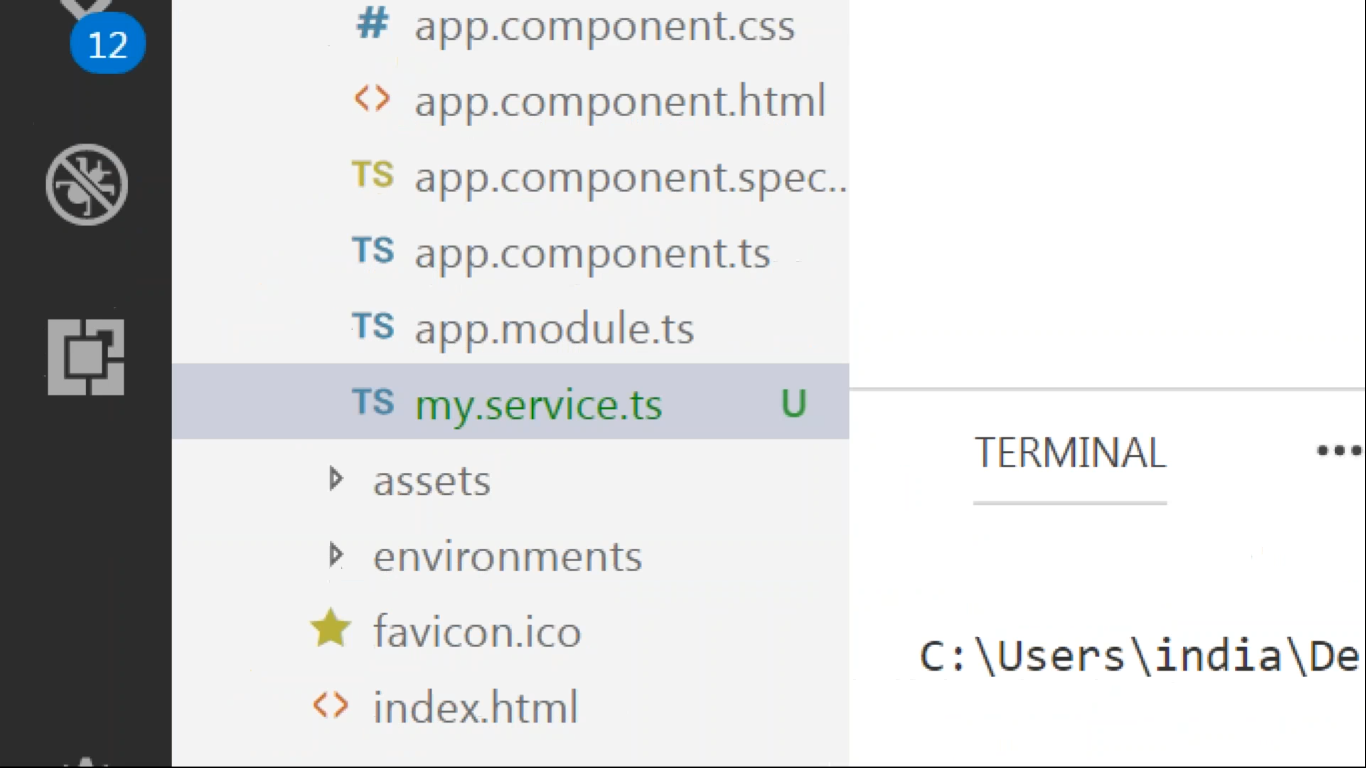 12
# app.component.css
<> app.component.html
TS app.component.spec..
TS app.component.ts
TS app.module.ts
TS my.service.ts U
assets
environments
favicon.ico
<> index.html
TERMINAL •••
C:\Users\india\De